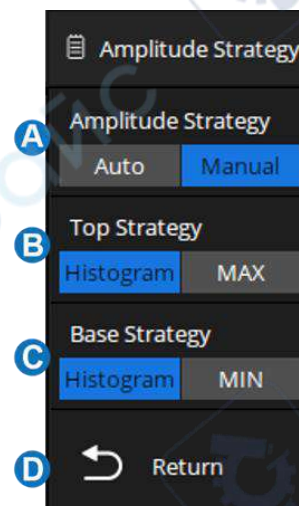 Amplitude Strategy
A
Amplitude Strategy
Auto Manual
B
Top Strategy
Histogram MAX
C
Base Strategy
Histogram MIN
D
Return